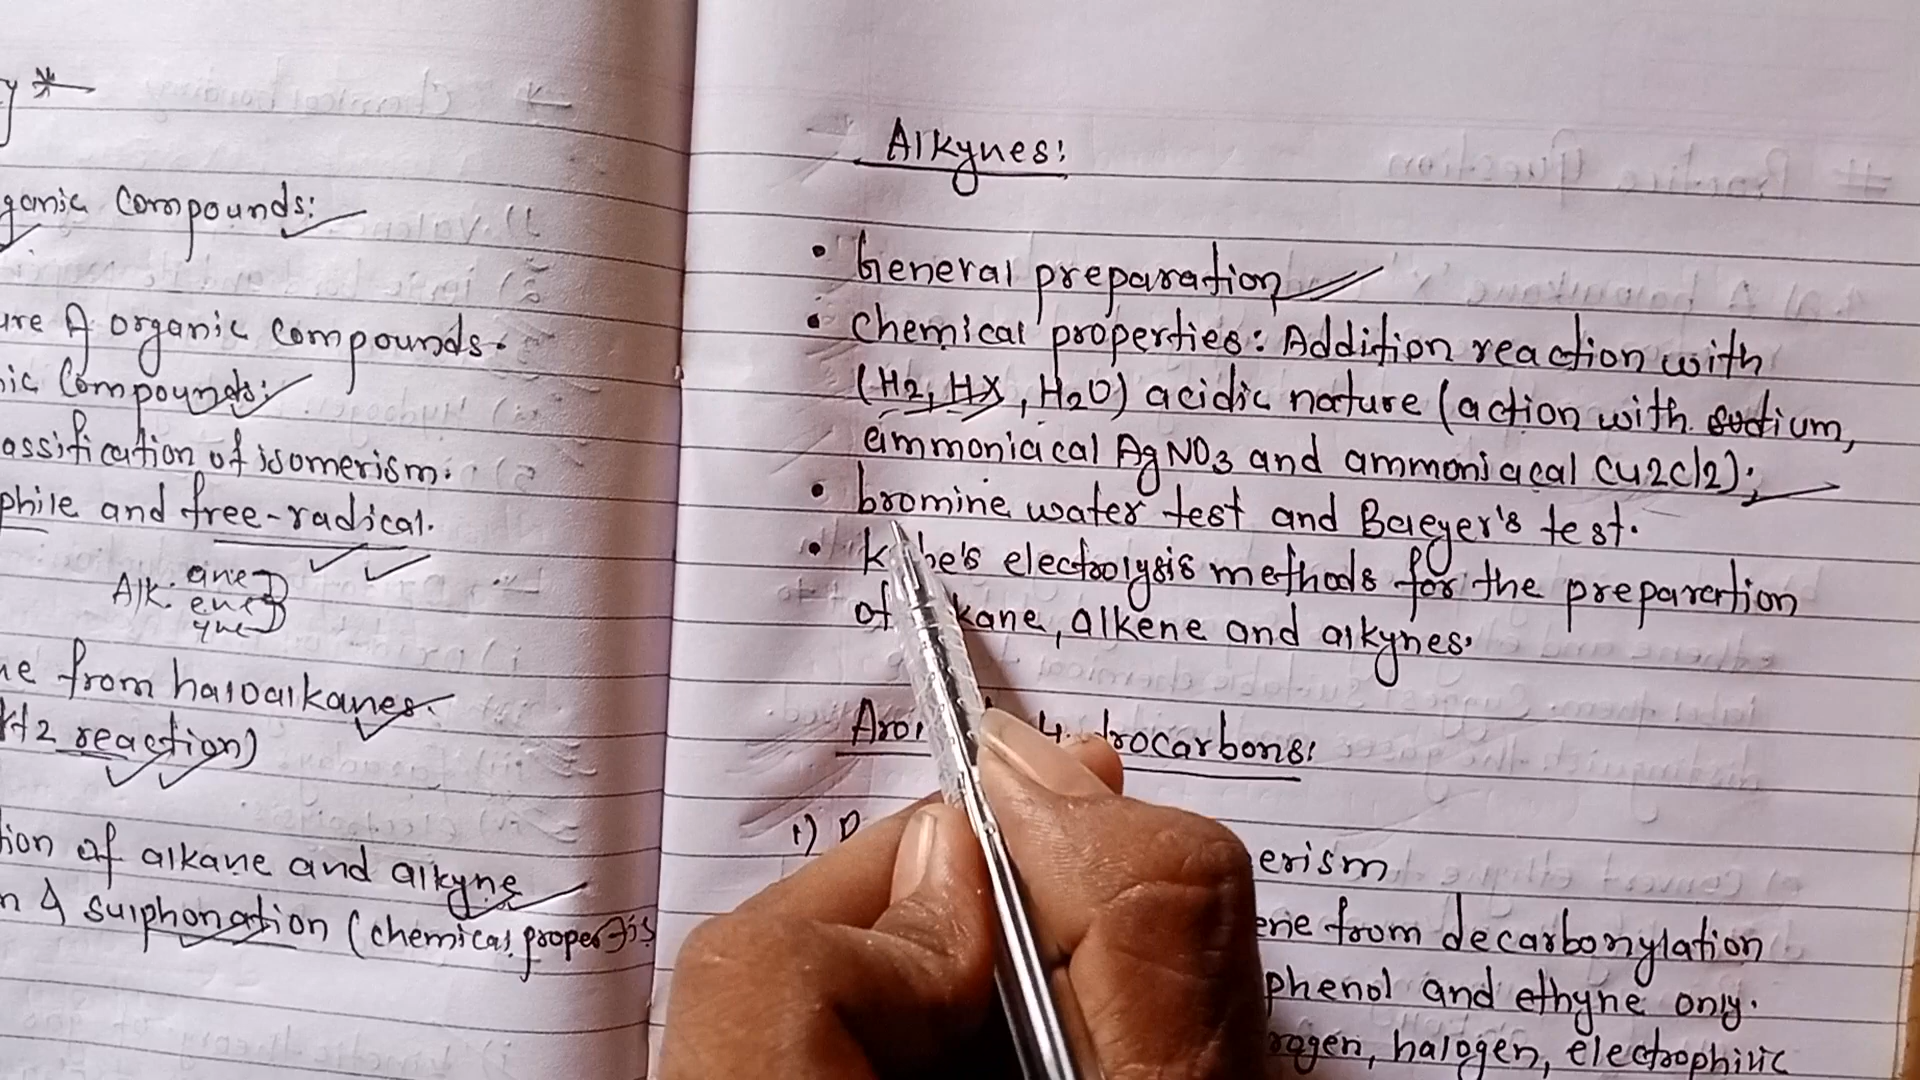 ganic compounds:
ure of organic compounds.
ic compounds:
assification of isomerism.
phile and free-radical.
Alk. ane
ene
yne
ne from haloalkanes.
H2 reaction)
tion of alkane and alkyne
n & sulphonation (chemical properties
Alkynes:
• General preparation
• chemical properties: Addition reaction with
(H2, HX, H2O) acidic nature (action with sodium,
ammoniacal AgNO3 and ammoniacal Cu2Cl2);
• bromine water test and Baeyer's test.
• be's electrolysis methods for the preparation
of kane, alkene and alkynes.
drocarbons:
1)
erism
ene from decarbonylation
phenol and ethyne only.
rogen, halogen, electrophilic